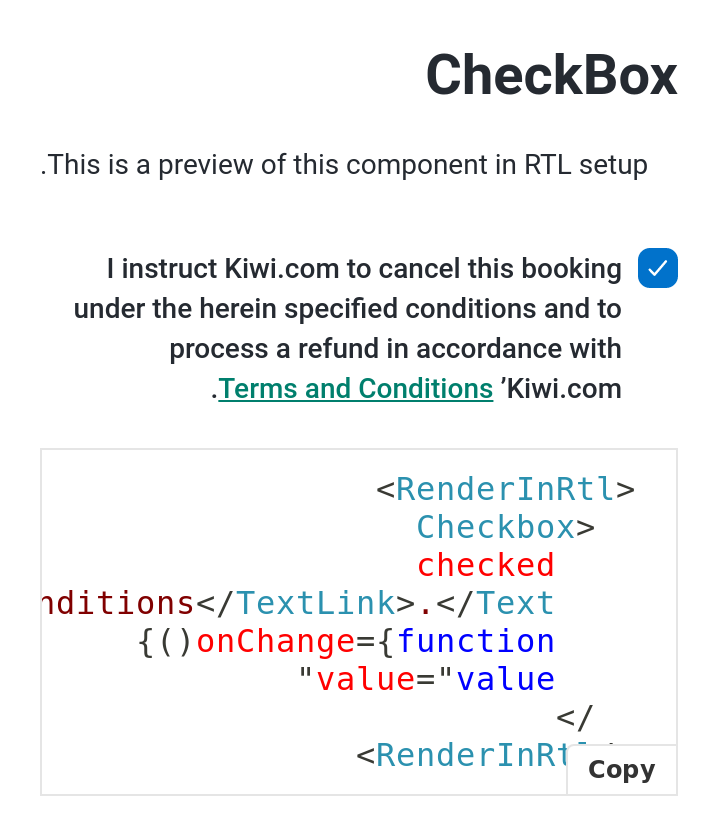 CheckBox
.This is a preview of this component in RTL setup
I instruct Kiwi.com to cancel this booking
under the herein specified conditions and to
process a refund in accordance with
.Terms and Conditions ’Kiwi.com
<RenderInRtl>
Checkbox>
checked
nditions</TextLink>.</Text
{()onChange={function
"value="value
</
<RenderInRt
Copy